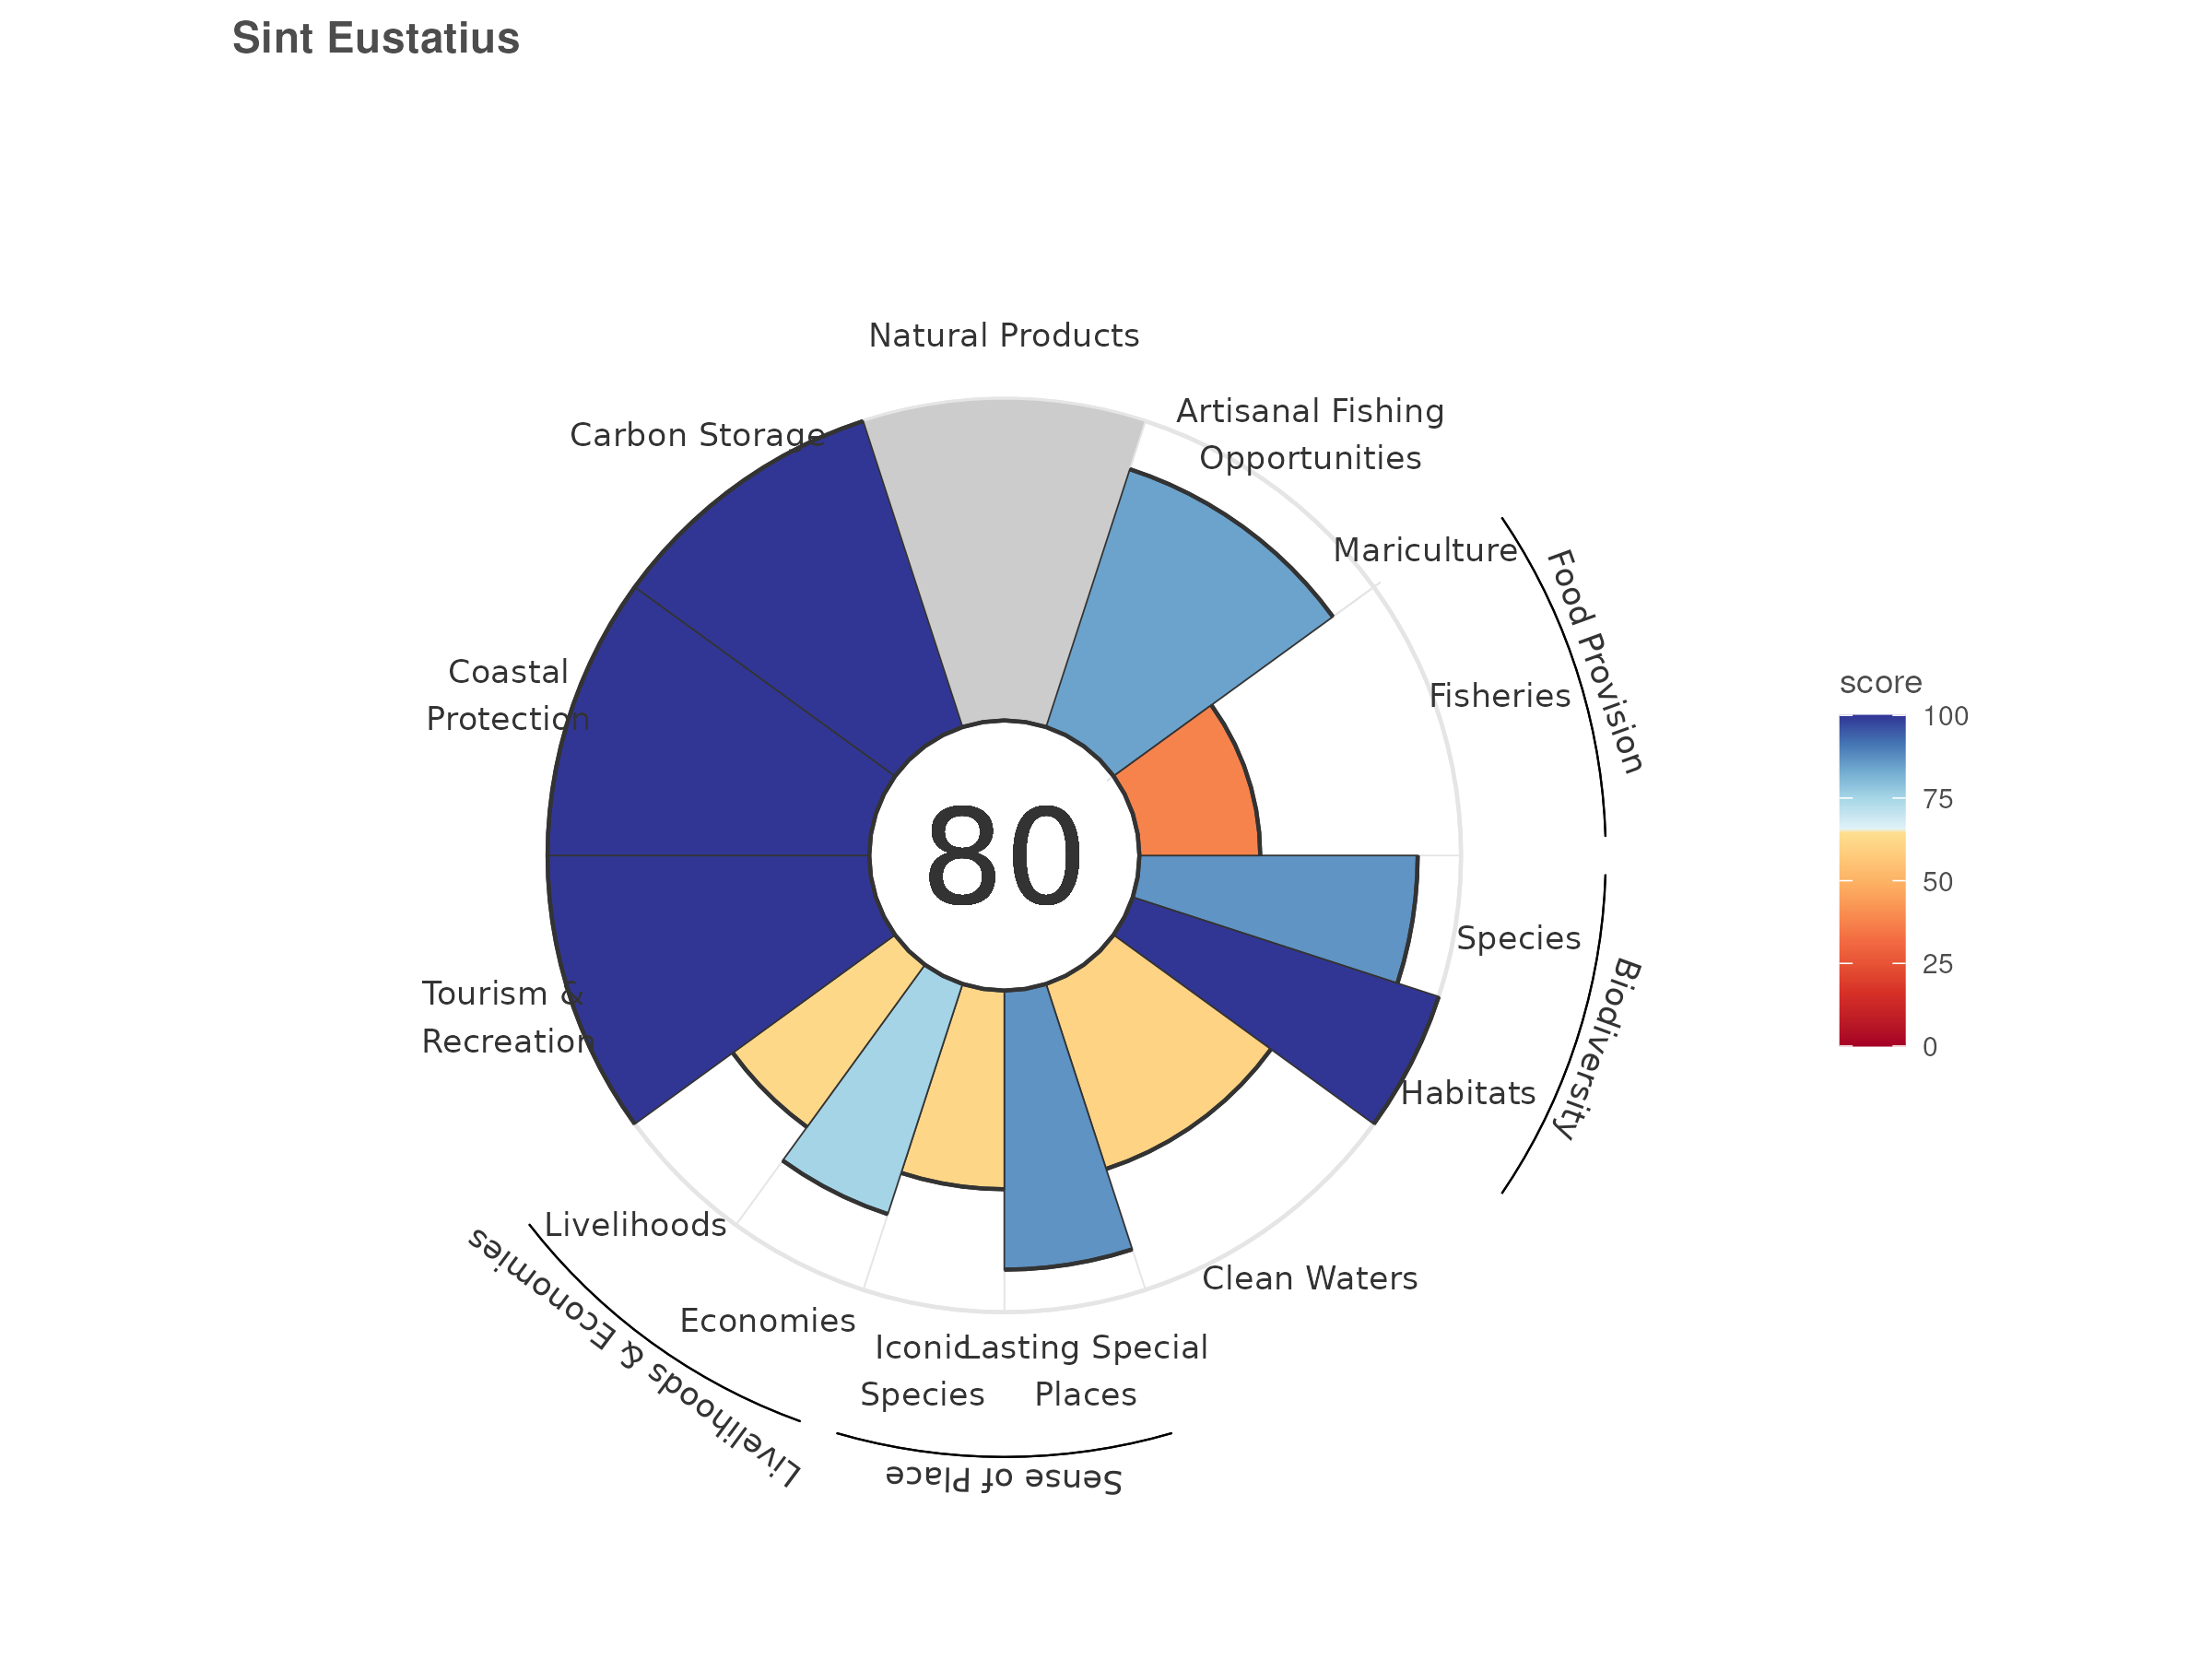 Sint Eustatius
Natural Products
Artisanal Fishing
Opportunities
Carbon Storage
Mariculture
Food Provision
Fisheries
Coastal
Protection
80
Species
Biodiversity
Habitats
Tourism &
Recreation
Livelihoods
Livelihoods & Economies
Economies
Clean Waters
Iconic
Species
Lasting Special
Places
Sense of Place
score
100
75
50
25
0